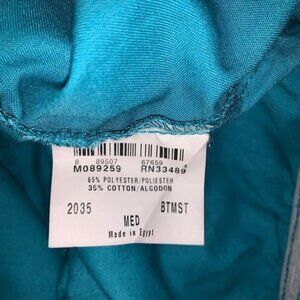 8 89507 67659 4
M089259 RN33489
65% POLYESTER/POLIESTER
35% COTTON/ALGODON
2035 BTMST
MED
Made in Egypt